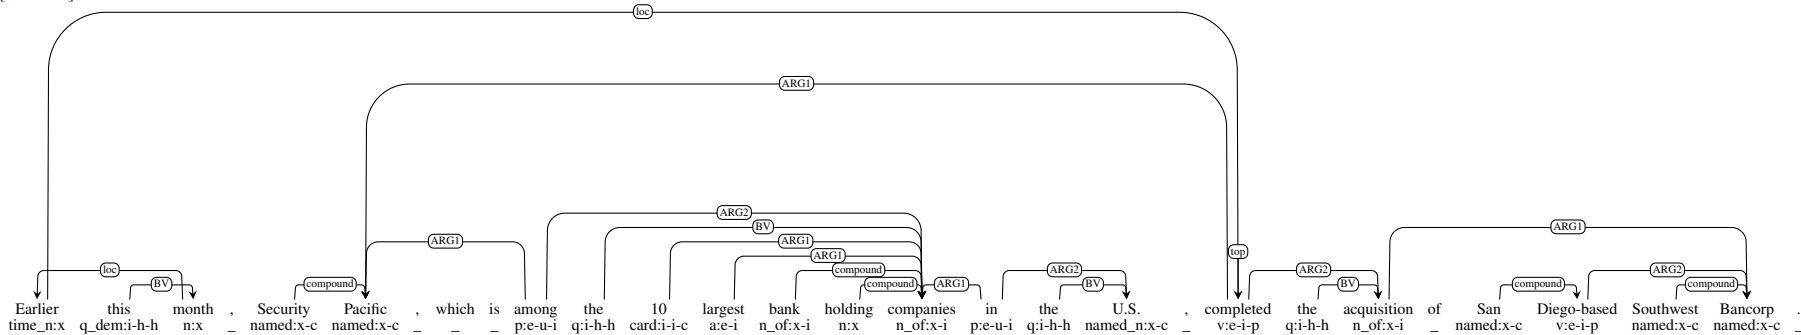 loc
ARG1
ARG2
BV
ARG1 ARG1 ARG1
ARG1 top
loc compound ARG2 ARG2 ARG2
BV compound compound ARG1 BV BV compound compound
Earlier this month , Security Pacific , which is among the 10 largest bank holding companies in the U.S. , completed the acquisition of San Diego-based Southwest Bancorp .
time_n:x q_dem:i-h-h n:x _ named:x-c named:x-c _ _ _ p:e-u-i q:i-h-h card:i-i-c a:e-i n_of:x-i n:x n_of:x-i p:e-u-i q:i-h-h named_n:x-c _ v:e-i-p q:i-h-h n_of:x-i _ named:x-c v:e-i-p named:x-c named:x-c _